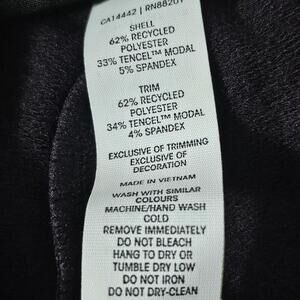 CA14442 | RN88201
SHELL
62% RECYCLED
POLYESTER
33% TENCEL™ MODAL
5% SPANDEX
TRIM
62% RECYCLED
POLYESTER
34% TENCEL™ MODAL
4% SPANDEX
EXCLUSIVE OF TRIMMING
EXCLUSIVE OF
DECORATION
MADE IN VIETNAM
WASH WITH SIMILAR
COLOURS
MACHINE/HAND WASH
COLD
REMOVE IMMEDIATELY
DO NOT BLEACH
HANG TO DRY OR
TUMBLE DRY LOW
DO NOT IRON
DO NOT DRY-CLEAN